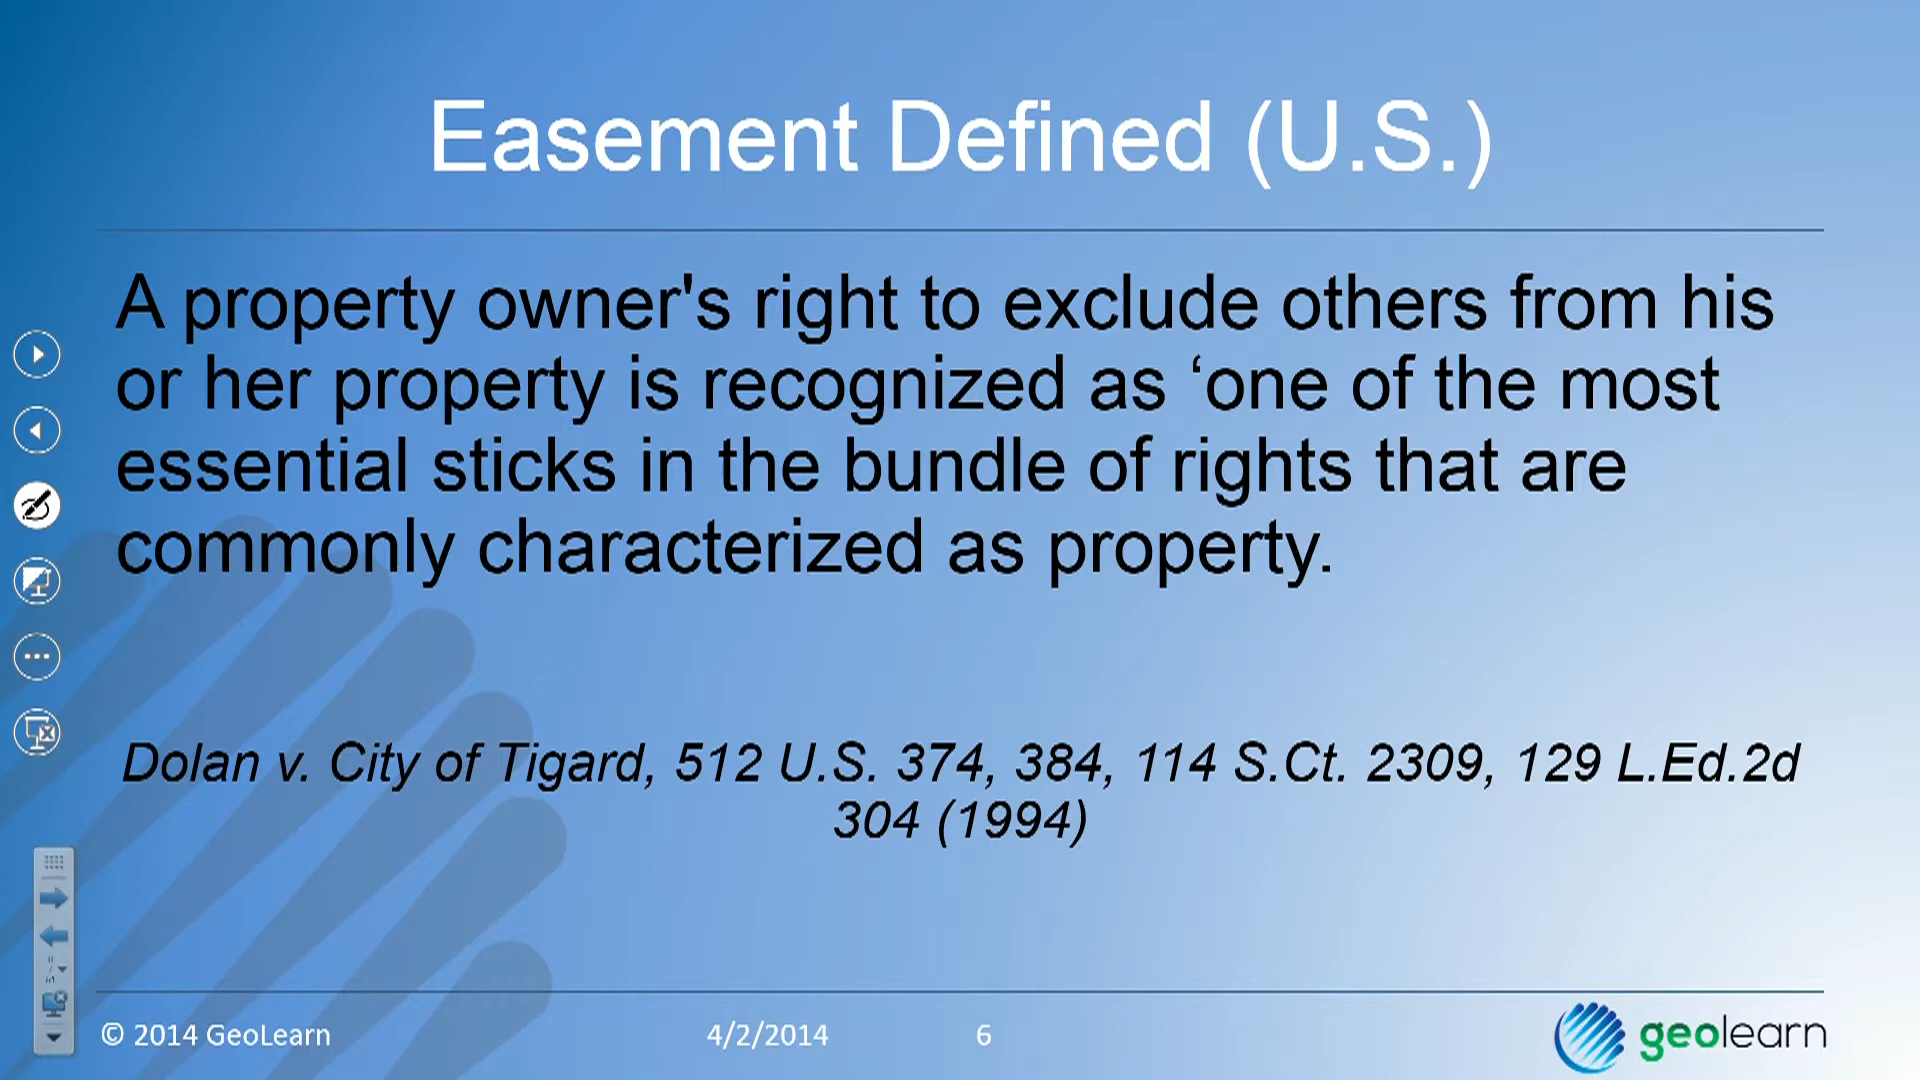 Easement Defined (U.S.)
A property owner's right to exclude others from his
or her property is recognized as ‘one of the most
essential sticks in the bundle of rights that are
commonly characterized as property.
Dolan v. City of Tigard, 512 U.S. 374, 384, 114 S.Ct. 2309, 129 L.Ed.2d
304 (1994)
© 2014 GeoLearn
4/2/2014
6
geolearn